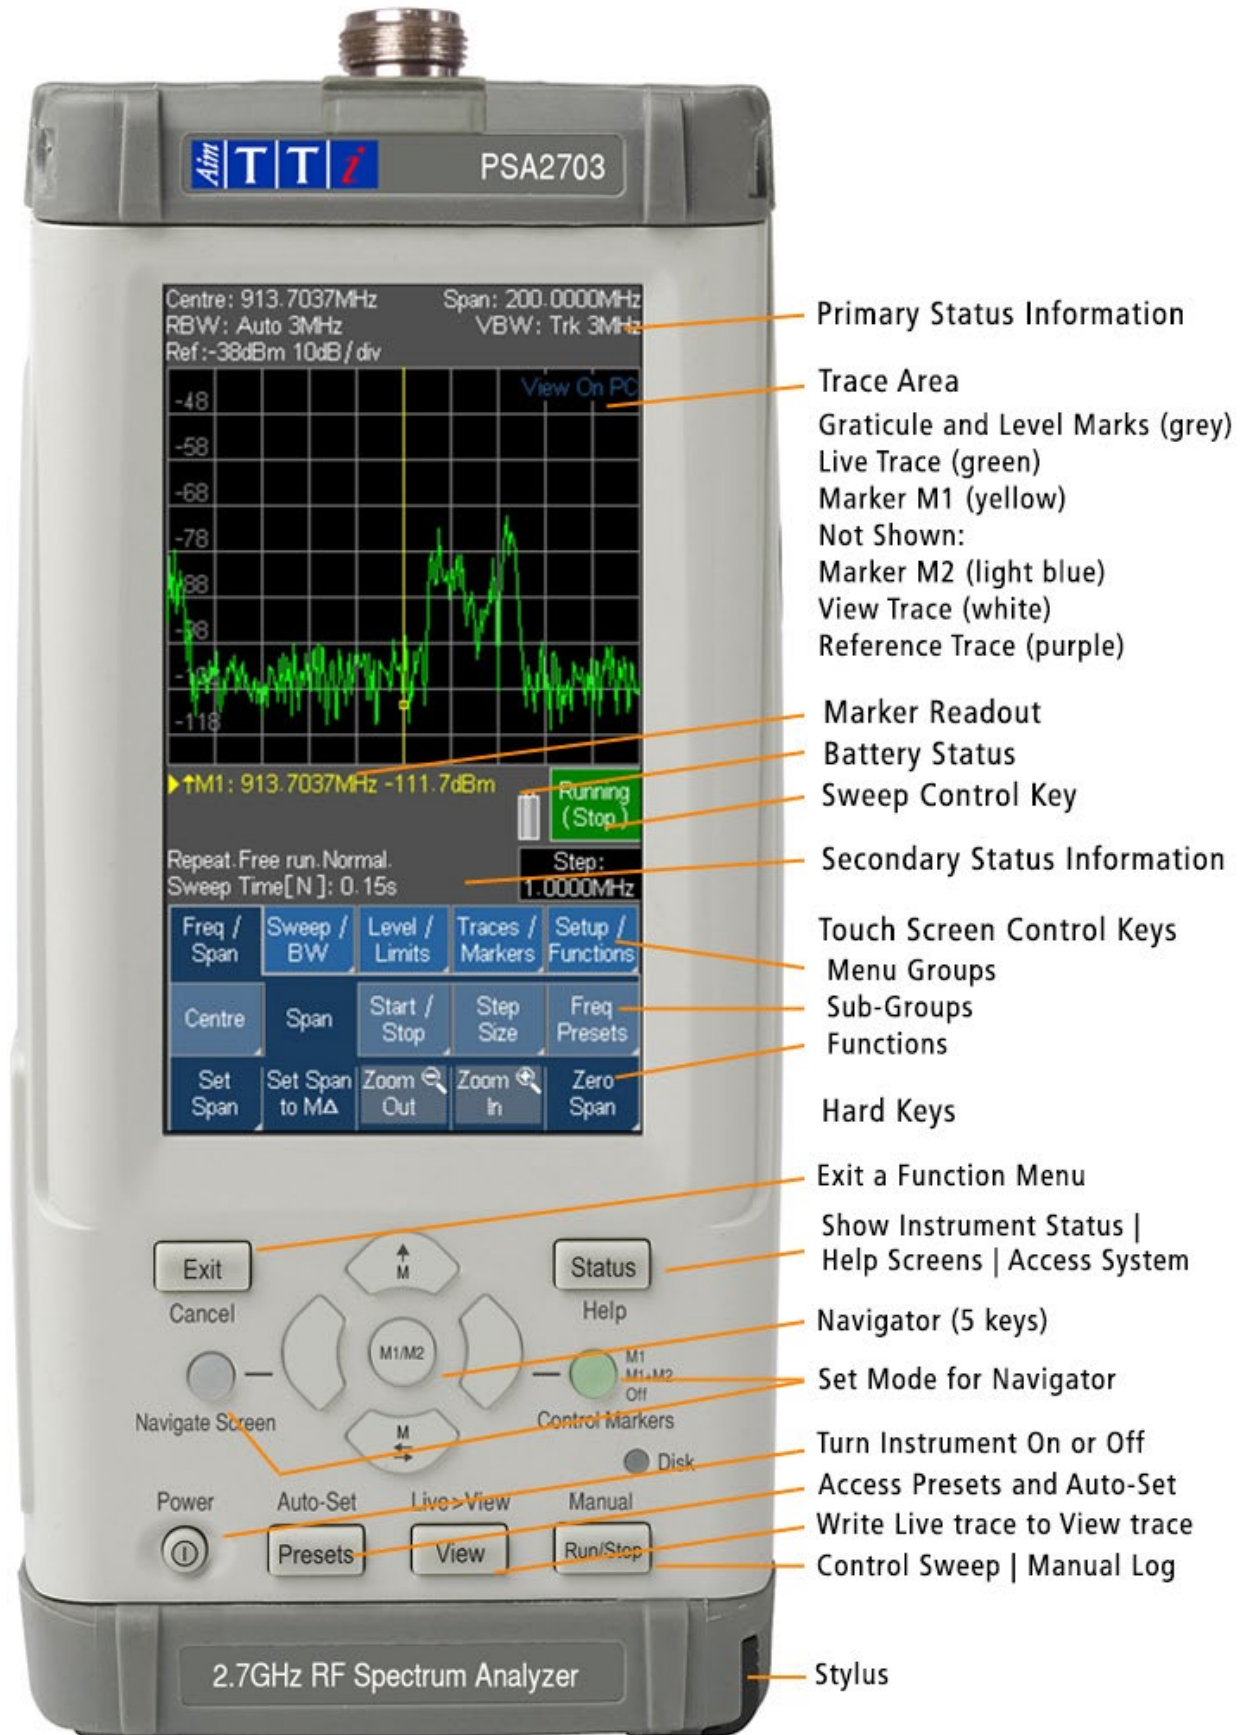 Aim TTi PSA2703
Centre: 913.7037MHz Span: 200.0000MHz
RBW: Auto 3MHz VBW: Trk 3MHz
Ref:-38dBm 10dB/div
View On PC
-48
-58
-68
-78
-88
-98
-118
▶↑M1: 913.7037MHz -111.7dBm
Running
(Stop)
Repeat.Free run.Normal.
Sweep Time[N]: 0.15s
Step:
1.0000MHz
Freq / Span
Sweep / BW
Level / Limits
Traces / Markers
Setup / Functions
Centre
Span
Start / Stop
Step Size
Freq Presets
Set Span
Set Span to MΔ
Zoom Out
Zoom In
Zero Span
Primary Status Information
Trace Area
Graticule and Level Marks (grey)
Live Trace (green)
Marker M1 (yellow)
Not Shown:
Marker M2 (light blue)
View Trace (white)
Reference Trace (purple)
Marker Readout
Battery Status
Sweep Control Key
Secondary Status Information
Touch Screen Control Keys
Menu Groups
Sub-Groups
Functions
Hard Keys
Exit a Function Menu
Show Instrument Status |
Help Screens | Access System
Navigator (5 keys)
Set Mode for Navigator
Turn Instrument On or Off
Access Presets and Auto-Set
Write Live trace to View trace
Control Sweep | Manual Log
Stylus
Exit
Cancel
↑
M
Status
Help
M1/M2
M1
M1+M2
Off
Navigate Screen
Control Markers
M
⇆
Disk
Power
Auto-Set
Live>View
Manual
Presets
View
Run/Stop
2.7GHz RF Spectrum Analyzer